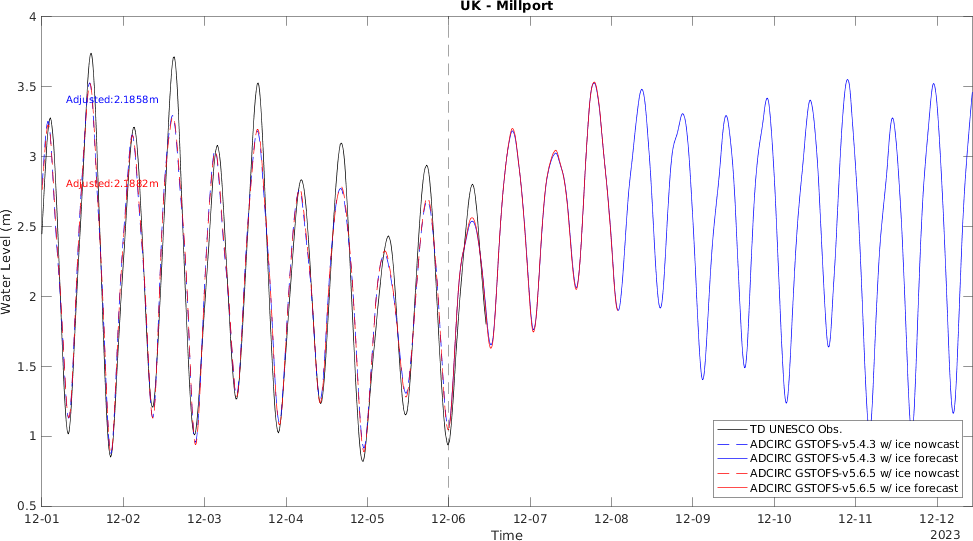 UK - Millport
4
3.5
3
2.5
2
1.5
1
0.5
Water Level (m)
Adjusted:2.1858m
Adjusted:2.1832m
TD UNESCO Obs.
ADCIRC GSTOFS-v5.4.3 w/ ice nowcast
ADCIRC GSTOFS-v5.4.3 w/ ice forecast
ADCIRC GSTOFS-v5.6.5 w/ ice nowcast
ADCIRC GSTOFS-v5.6.5 w/ ice forecast
12-01 12-02 12-03 12-04 12-05 12-06 12-07 12-08 12-09 12-10 12-11 12-12
2023
Time